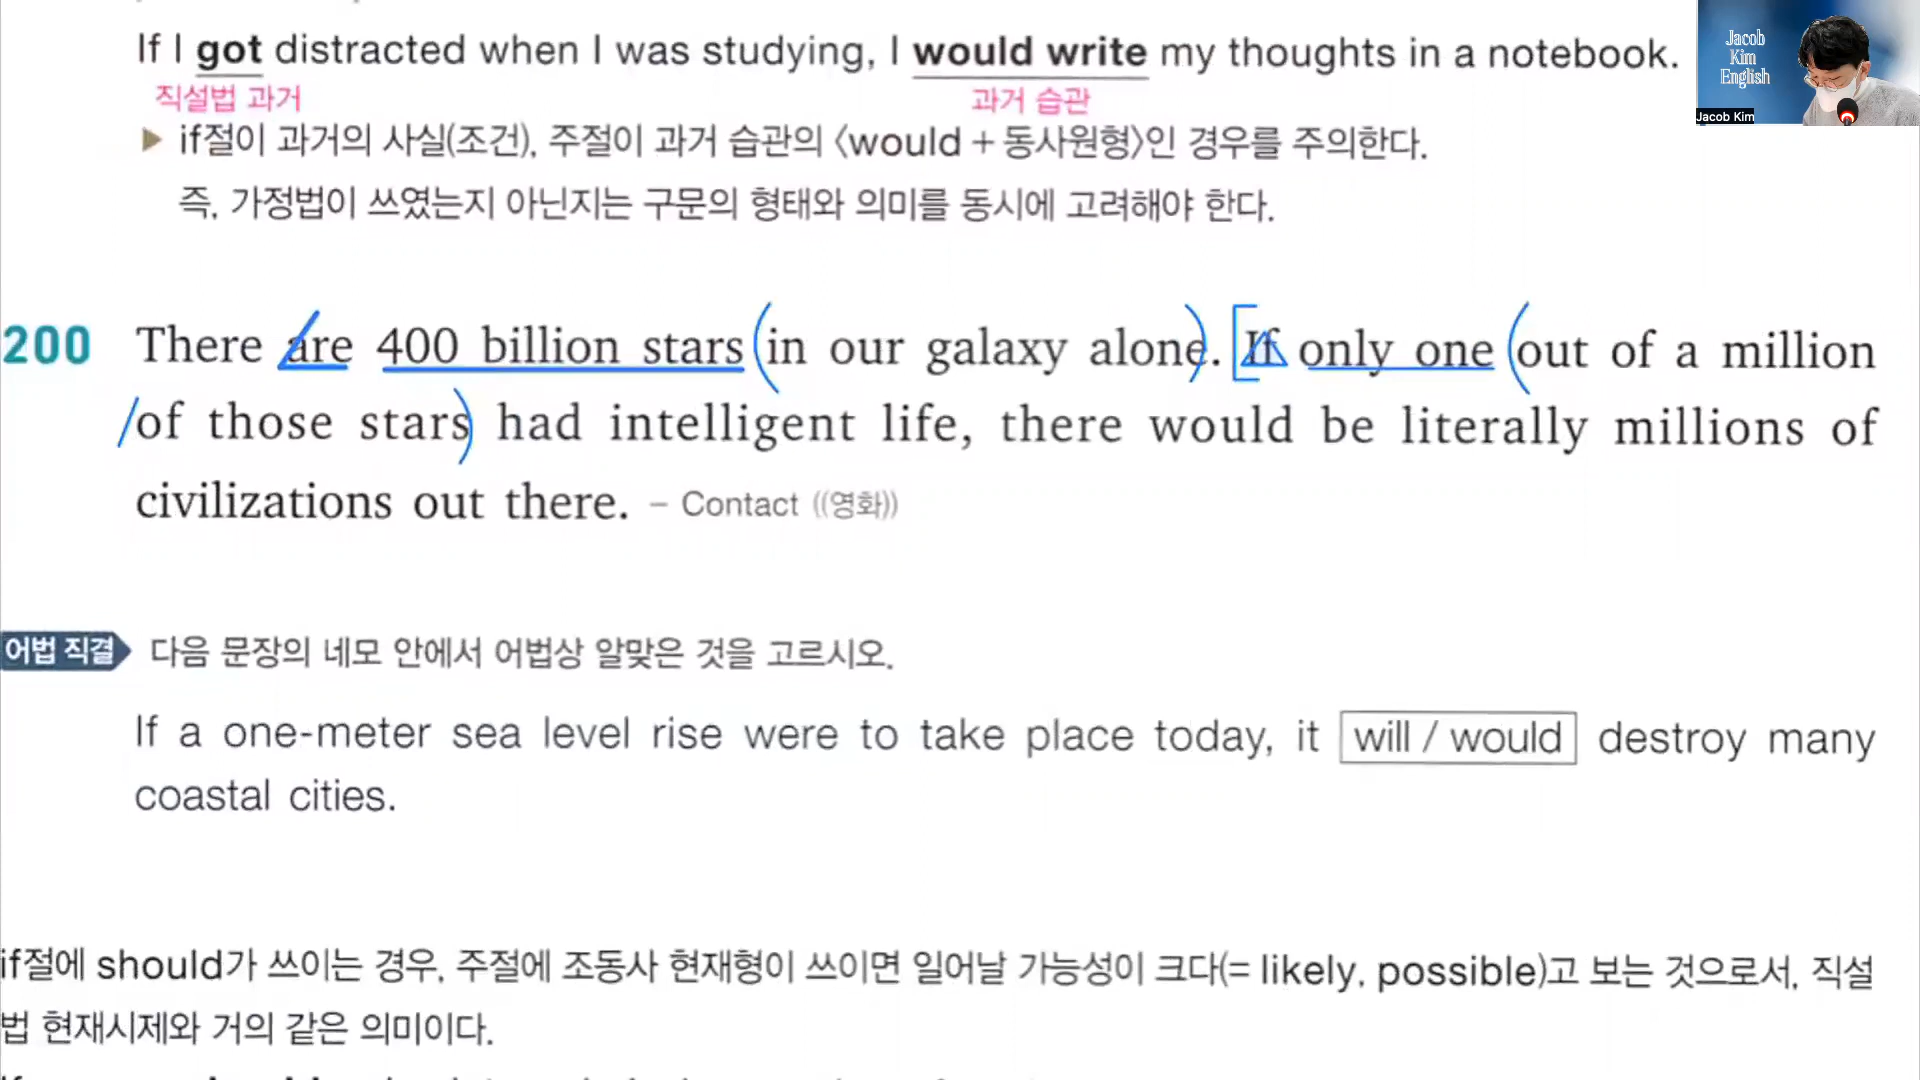 If I got distracted when I was studying, I would write my thoughts in a notebook.
직설법 과거 과거 습관
▶ if절이 과거의 사실(조건), 주절이 과거 습관의 〈would + 동사원형〉인 경우를 주의한다.
즉, 가정법이 쓰였는지 아닌지는 구문의 형태와 의미를 동시에 고려해야 한다.
Jacob
Kim
English
Jacob Kim
200 There are 400 billion stars (in our galaxy alone). [If only one (out of a million
/of those stars) had intelligent life, there would be literally millions of
civilizations out there. – Contact ((영화))
어법 직결 다음 문장의 네모 안에서 어법상 알맞은 것을 고르시오.
If a one-meter sea level rise were to take place today, it will / would destroy many
coastal cities.
if절에 should가 쓰이는 경우, 주절에 조동사 현재형이 쓰이면 일어날 가능성이 크다(= likely, possible)고 보는 것으로서, 직설
법 현재시제와 거의 같은 의미이다.